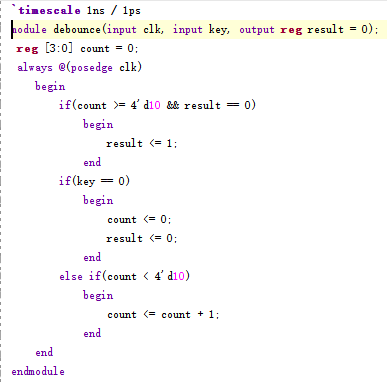 `timescale 1ns / 1ps
module debounce(input clk, input key, output reg result = 0);
reg [3:0] count = 0;
always @(posedge clk)
begin
if(count >= 4'd10 && result == 0)
begin
result <= 1;
end
if(key == 0)
begin
count <= 0;
result <= 0;
end
else if(count < 4'd10)
begin
count <= count + 1;
end
end
endmodule